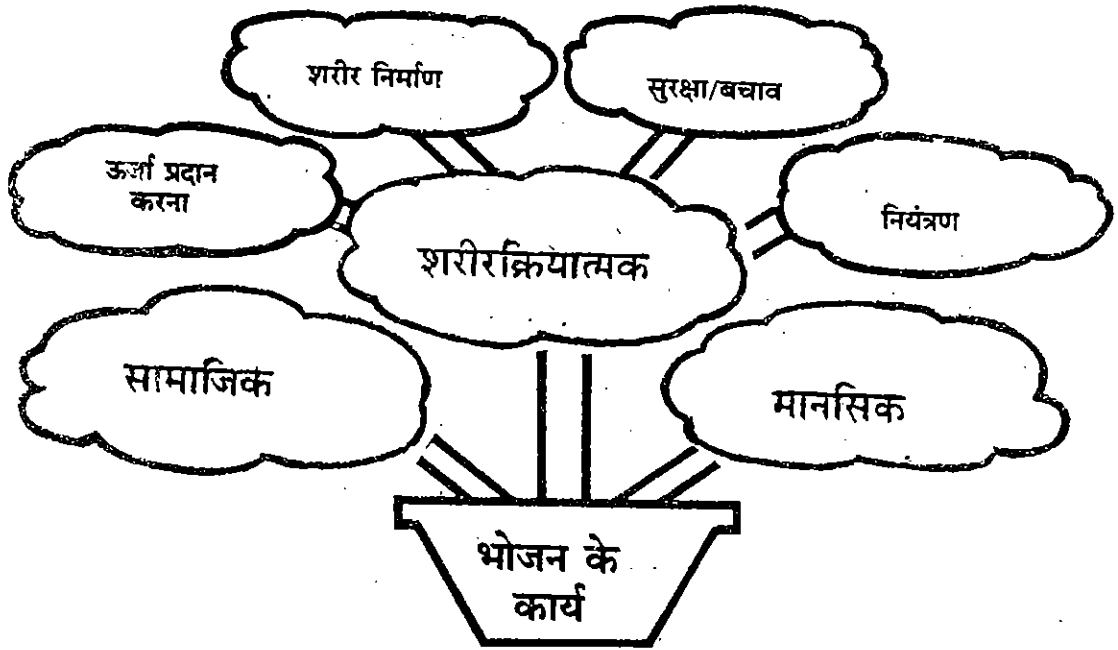 शरीर निर्माण
सुरक्षा/बचाव
ऊर्जा प्रदान
करना
नियंत्रण
शरीरक्रियात्मक
सामाजिक
मानसिक
भोजन के
कार्य